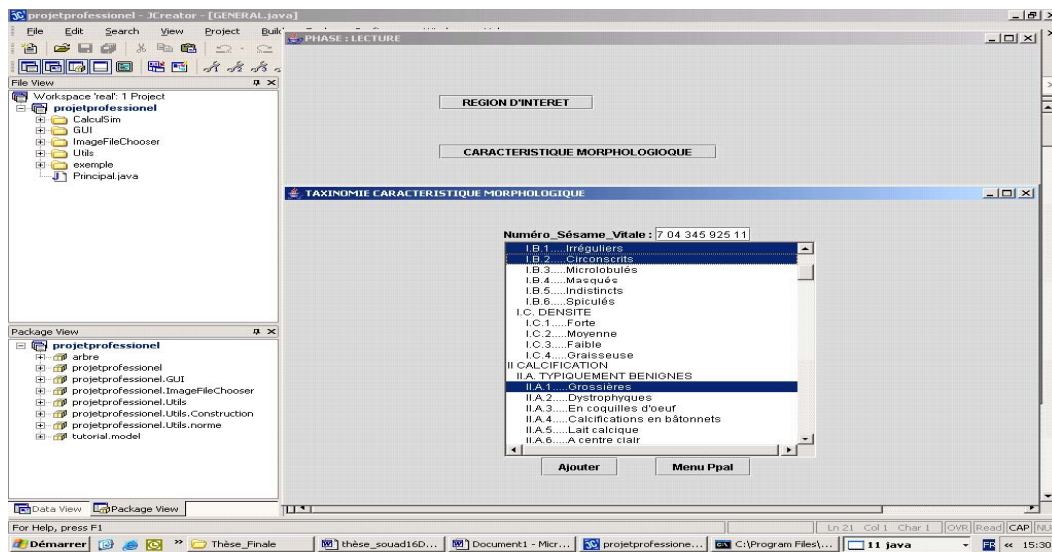 projetprofessionel - JCreator - [GENERAL.java]
File Edit Search View Project Build
File View
Workspace 'real': 1 Project
projetprofessionel
CalculSim
GUI
ImageFileChooser
Utils
exemple
Principal.java
Package View
projetprofessionel
arbre
projetprofessionel
projetprofessionel.GUI
projetprofessionel.ImageFileChooser
projetprofessionel.Utils
projetprofessionel.Utils.Construction
projetprofessionel.Utils.norme
tutorial.model
Data View Package View
PHASE : LECTURE
REGION D'INTERET
CARACTERISTIQUE MORPHOLOGIOQUE
TAXINOMIE CARACTERISTIQUE MORPHOLOGIQUE
Numéro_Sésame_Vitale : 7 04 345 925 11
I.B.1.....Irréguliers
I.B.2.....Circonscrits
I.B.3.....Microlobulés
I.B.4.....Masqués
I.B.5.....Indistincts
I.B.6.....Spiculés
I.C. DENSITE
I.C.1.....Forte
I.C.2.....Moyenne
I.C.3.....Faible
I.C.4.....Graisseuse
II CALCIFICATION
II.A. TYPIQUEMENT BENIGNES
II.A.1.....Grossières
II.A.2.....Dystrophyques
II.A.3.....En coquilles d'oeuf
II.A.4.....Calcifications en bâtonnets
II.A.5.....Lait calcique
II.A.6.....A centre clair
Ajouter Menu Ppal
For Help, press F1 Ln 21 Col 1 Char 1 OVR Read CAP NU
Démarrer » Thèse_Finale thèse_souad16D... Document1 - Micr... projetprofessione... C:\Program Files\... 11 java FR « 15:30